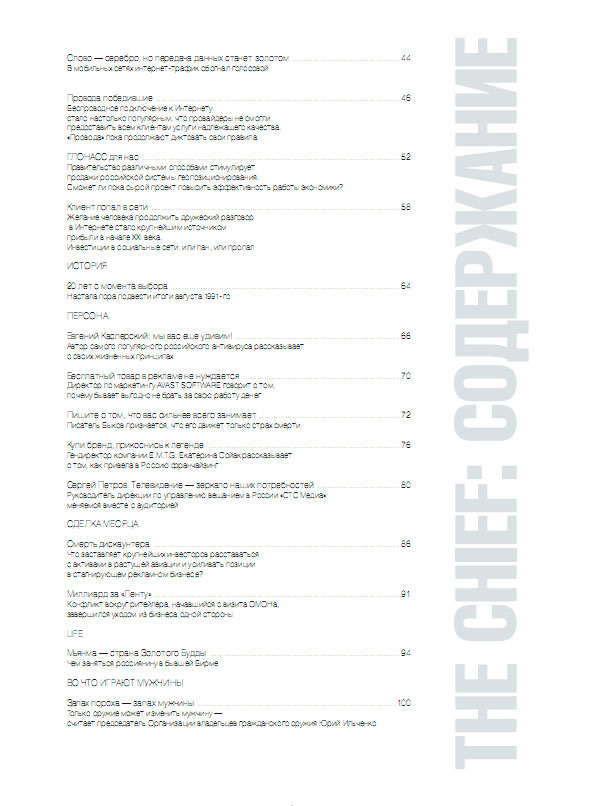 Слово — серебро, но передача данных станет золотом 44
В мобильных сетях интернет-трафик обогнал голосовой
Провода победившие 46
Беспроводное подключение к Интернету
стало настолько популярным, что провайдеры не смогли
предоставить всем клиентам услуги надлежащего качества.
«Провода» пока продолжают диктовать свои правила.
ГЛОНАСС для нас 52
Правительство различными способами стимулирует
продажи российской системы геопозиционирования.
Сможет ли пока сырой проект повысить эффективность работы экономики?
Клиент попал в сети 58
Желание человека продолжить дружеский разговор
в Интернете стало крупнейшим источником
прибыли в начале XXI века.
Инвестиции в социальные сети: или пан, или пропал
ИСТОРИЯ
20 лет с момента выбора 64
Настала пора подвести итоги августа 1991-го
ПЕРСОНА
Евгений Касперский: мы вас еще удивим! 66
Автор самого популярного российского антивируса рассказывает
о своих жизненных принципах
Бесплатный товар в рекламе не нуждается 70
Директор по маркетингу AVAST SOFTWARE говорит о том,
почему бывает выгодно не брать за свою работу денег
Пишите о том, что вас сильнее всего занимает 72
Писатель Быков признается, что его движет только страх смерти
Купи бренд, прикоснись к легенде 76
Гендиректор компании E.M.T.G. Екатерина Сойак рассказывает
о том, как привела в Россию франчайзинг
Сергей Петров. Телевидение — зеркало наших потребностей 80
Руководитель дирекции по управлению вещанием в России «СТС Медиа»
меняемся вместе с аудиторией
СДЕЛКА МЕСЯЦА
Смерть дискаунтера 86
Что заставляет крупнейших инвесторов расставаться
с активами в растущей авиации и усиливать позиции
в стагнирующем рекламном бизнесе?
Миллиард за «Ленту» 91
Конфликт вокруг ритейлера, начавшийся с визита ОМОНа,
завершился уходом из бизнеса одной стороны
LIFE
Мьянма — страна Золотого Будды 94
Чем заняться россиянину в бывшей Бирме
ВО ЧТО ИГРАЮТ МУЖЧИНЫ
Запах пороха — запах мужчины 100
Только оружие может изменить мужчину —
считает председатель Организации владельцев гражданского оружия Юрий Ильченко
THE CHIEF: СОДЕРЖАНИЕ